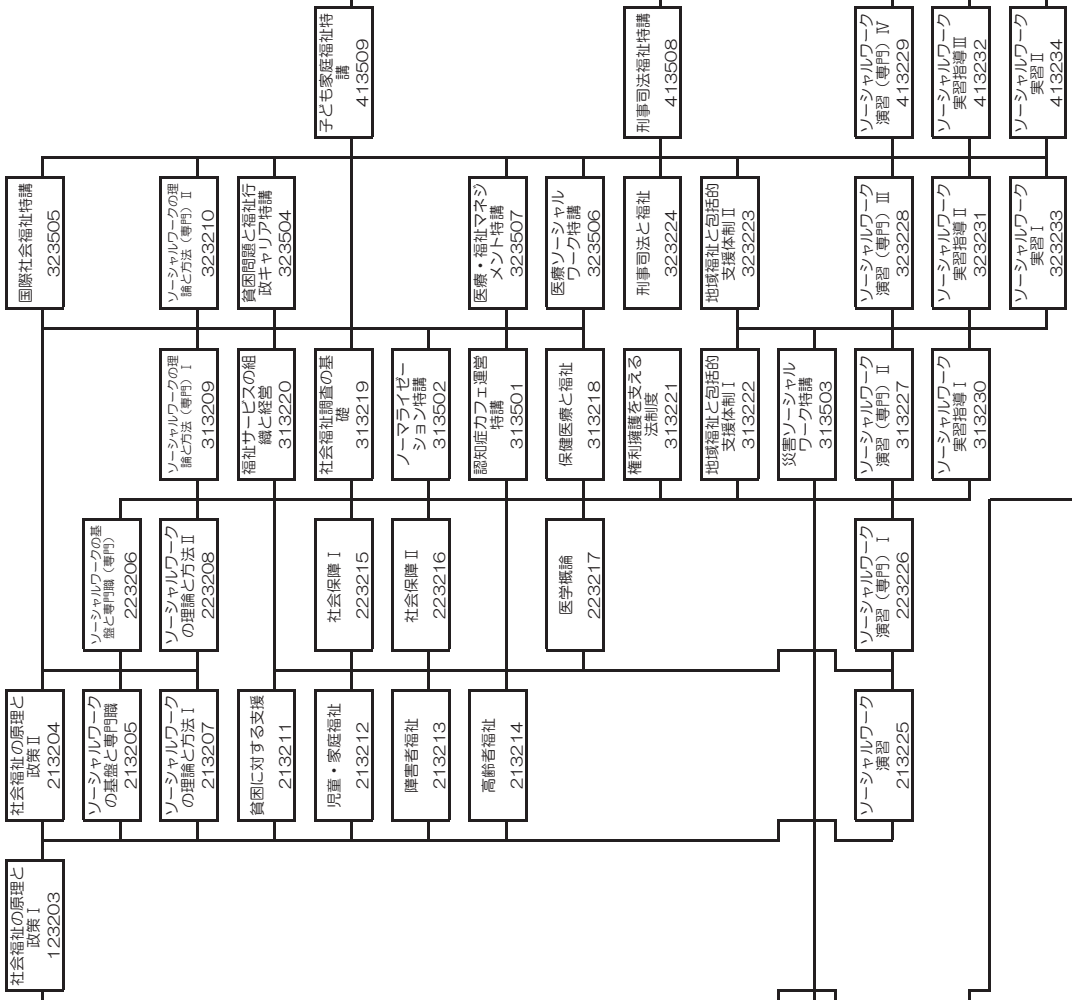 社会福祉の原理と
政策Ⅰ
123203
社会福祉の原理と
政策Ⅱ
213204
ソーシャルワーク
の基盤と専門職
213205
ソーシャルワーク
の理論と方法Ⅰ
213207
貧困に対する支援
213211
児童・家庭福祉
213212
障害者福祉
213213
高齢者福祉
213214
ソーシャルワーク
演習
213225
ソーシャルワークの基
盤と専門職（専門）
223206
ソーシャルワーク
の理論と方法Ⅱ
223208
社会保障Ⅰ
223215
社会保障Ⅱ
223216
医学概論
223217
ソーシャルワーク
演習（専門）Ⅰ
223226
ソーシャルワークの理
論と方法（専門）Ⅰ
313209
福祉サービスの組
織と経営
313220
社会福祉調査の基
礎
313219
ノーマライゼー
ション特講
313502
認知症カフェ運営
特講
313501
保健医療と福祉
313218
権利擁護を支える
法制度
313221
地域福祉と包括的
支援体制Ⅰ
313222
災害ソーシャル
ワーク特講
313503
ソーシャルワーク
演習（専門）Ⅱ
313227
ソーシャルワーク
実習指導Ⅰ
313230
国際社会福祉特講
323505
ソーシャルワークの理
論と方法（専門）Ⅱ
323210
貧困問題と福祉行
政キャリア特講
323504
医療・福祉マネジ
メント特講
323507
医療ソーシャル
ワーク特講
323506
刑事司法と福祉
323224
地域福祉と包括的
支援体制Ⅱ
323223
ソーシャルワーク
演習（専門）Ⅲ
323228
ソーシャルワーク
実習指導Ⅱ
323231
ソーシャルワーク
実習Ⅰ
323233
子ども家庭福祉特
講
413509
刑事司法福祉特講
413508
ソーシャルワーク
演習（専門）Ⅳ
413229
ソーシャルワーク
実習指導Ⅲ
413232
ソーシャルワーク
実習Ⅱ
413234